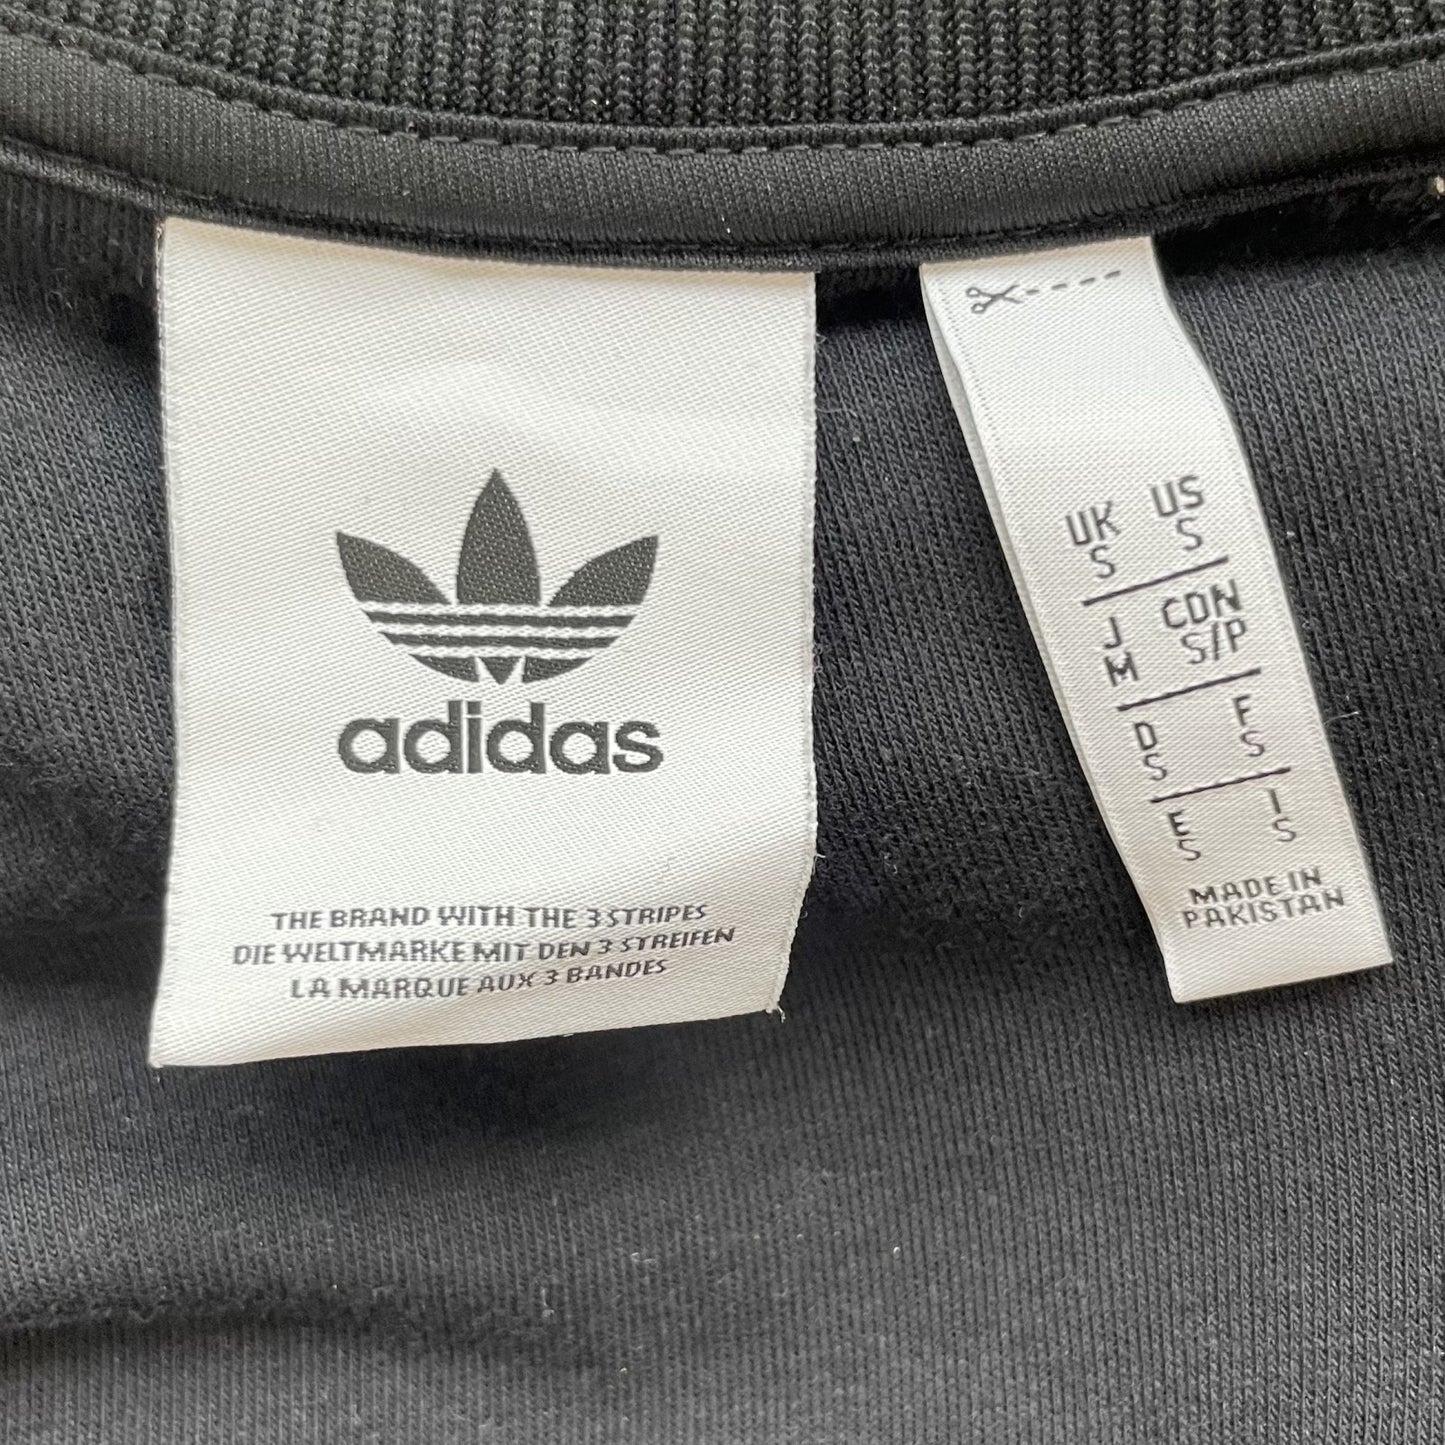 adidas
THE BRAND WITH THE 3 STRIPES
DIE WELTMARKE MIT DEN 3 STREIFEN
LA MARQUE AUX 3 BANDES
UK US
S S
J CDN
M S/P
D F
S S
E I
S S
MADE IN
PAKISTAN